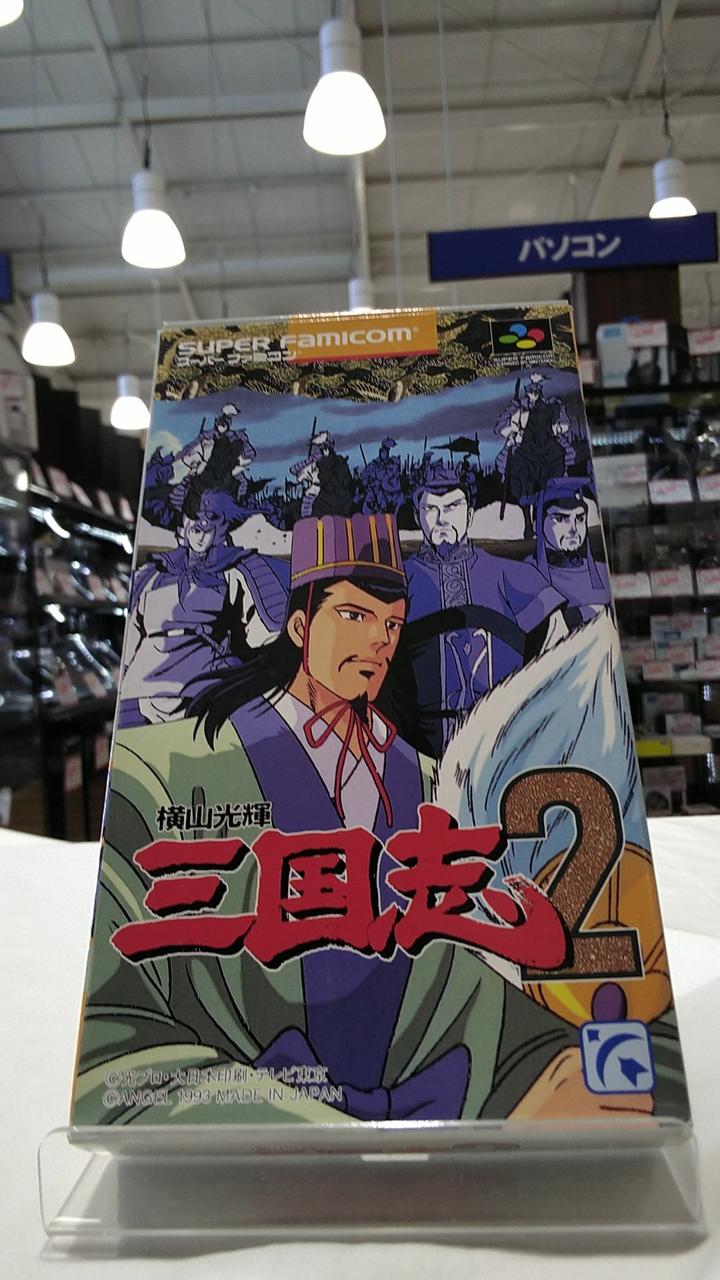 パソコン
SUPER FAMICOM
スーパーファミコン
SUPER FAMICOM
横山光輝
三国志2
©光プロ・大日本印刷・テレビ東京
©ANGEL 1993 MADE IN JAPAN